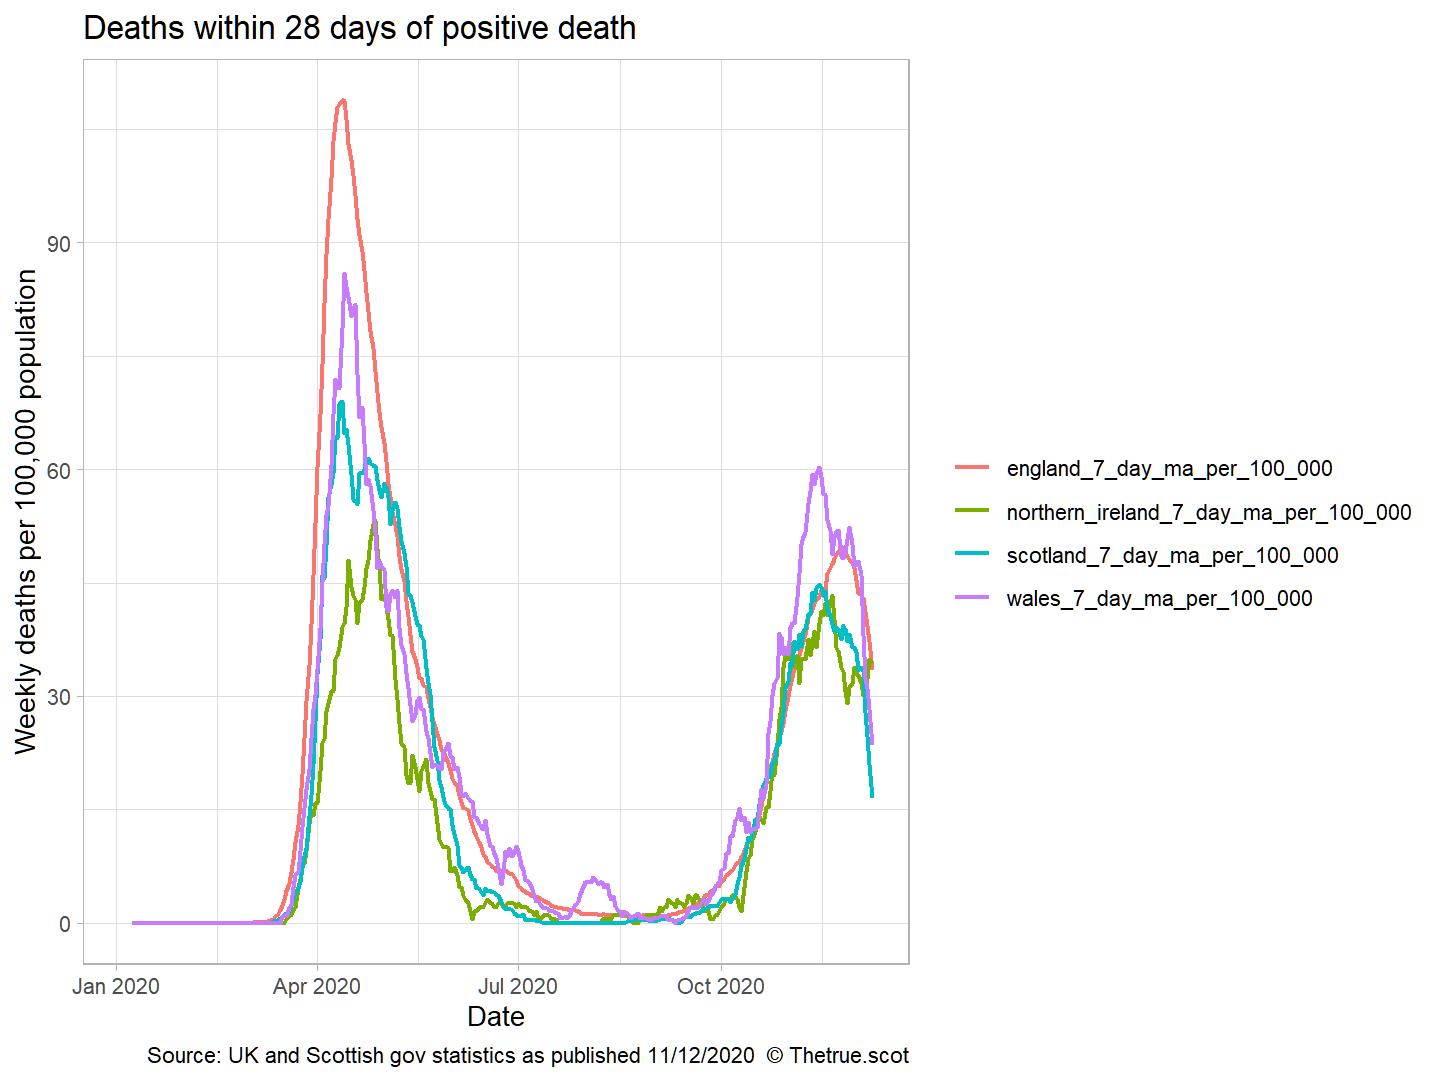 Deaths within 28 days of positive death
Weekly deaths per 100,000 population
90
60
30
0
Jan 2020
Apr 2020
Jul 2020
Oct 2020
Date
england_7_day_ma_per_100_000
northern_ireland_7_day_ma_per_100_000
scotland_7_day_ma_per_100_000
wales_7_day_ma_per_100_000
Source: UK and Scottish gov statistics as published 11/12/2020 © Thetrue.scot